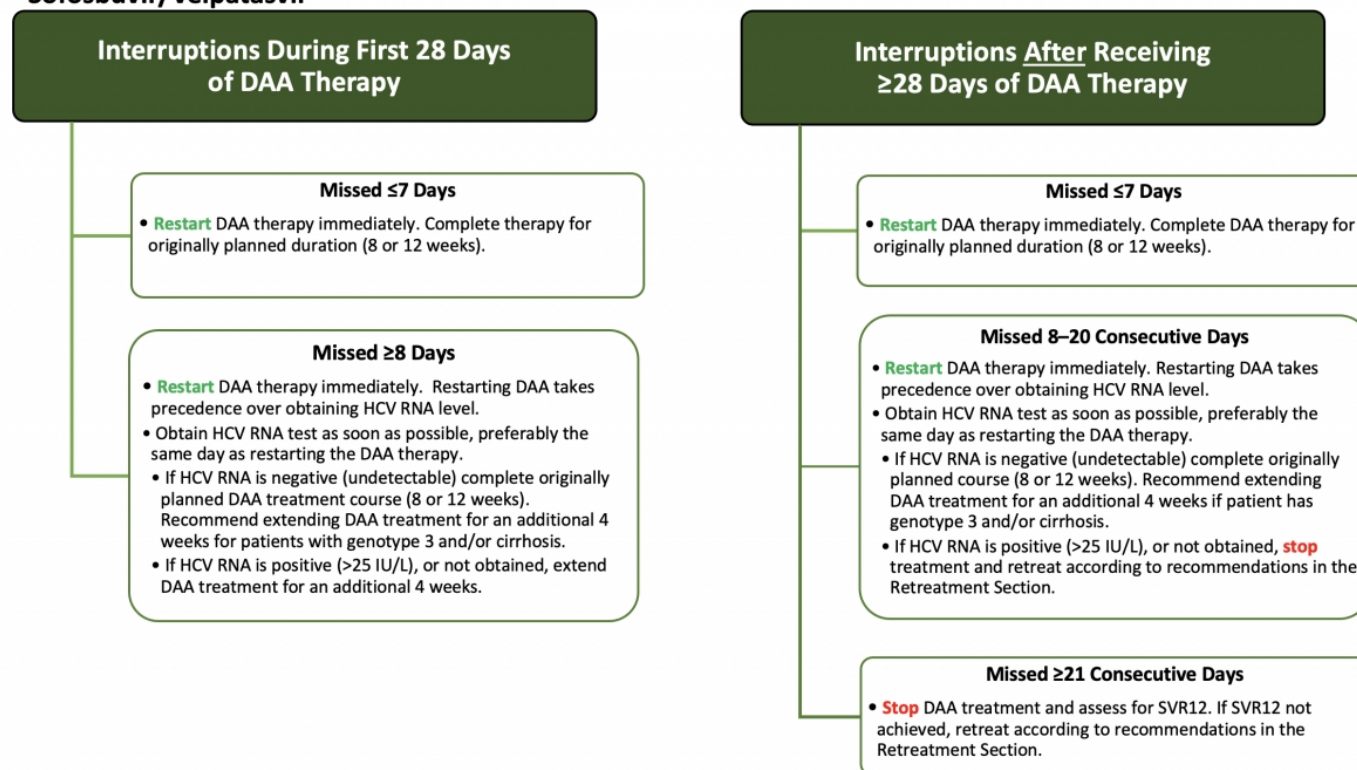 Interruptions During First 28 Days
of DAA Therapy
Missed ≤7 Days
• Restart DAA therapy immediately. Complete therapy for
originally planned duration (8 or 12 weeks).
Missed ≥8 Days
• Restart DAA therapy immediately.  Restarting DAA takes
precedence over obtaining HCV RNA level.
• Obtain HCV RNA test as soon as possible, preferably the
same day as restarting the DAA therapy.
• If HCV RNA is negative (undetectable) complete originally
planned DAA treatment course (8 or 12 weeks).
Recommend extending DAA treatment for an additional 4
weeks for patients with genotype 3 and/or cirrhosis.
• If HCV RNA is positive (>25 IU/L), or not obtained, extend
DAA treatment for an additional 4 weeks.
Interruptions After Receiving
≥28 Days of DAA Therapy
Missed ≤7 Days
• Restart DAA therapy immediately. Complete DAA therapy for
originally planned duration (8 or 12 weeks).
Missed 8–20 Consecutive Days
• Restart DAA therapy immediately. Restarting DAA takes
precedence over obtaining HCV RNA level.
• Obtain HCV RNA test as soon as possible, preferably the
same day as restarting the DAA therapy.
• If HCV RNA is negative (undetectable) complete originally
planned course (8 or 12 weeks). Recommend extending
DAA treatment for an additional 4 weeks if patient has
genotype 3 and/or cirrhosis.
• If HCV RNA is positive (>25 IU/L), or not obtained, stop
treatment and retreat according to recommendations in the
Retreatment Section.
Missed ≥21 Consecutive Days
• Stop DAA treatment and assess for SVR12. If SVR12 not
achieved, retreat according to recommendations in the
Retreatment Section.